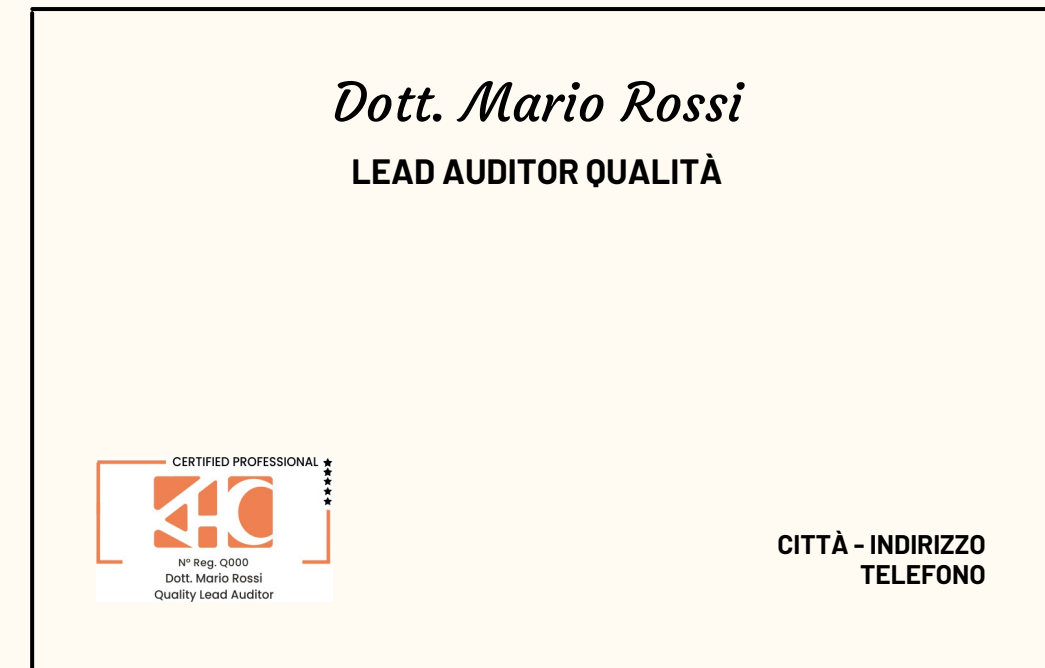 Dott. Mario Rossi
LEAD AUDITOR QUALITÀ
CERTIFIED PROFESSIONAL
KHC
N° Reg. Q000
Dott. Mario Rossi
Quality Lead Auditor
CITTÀ - INDIRIZZO
TELEFONO